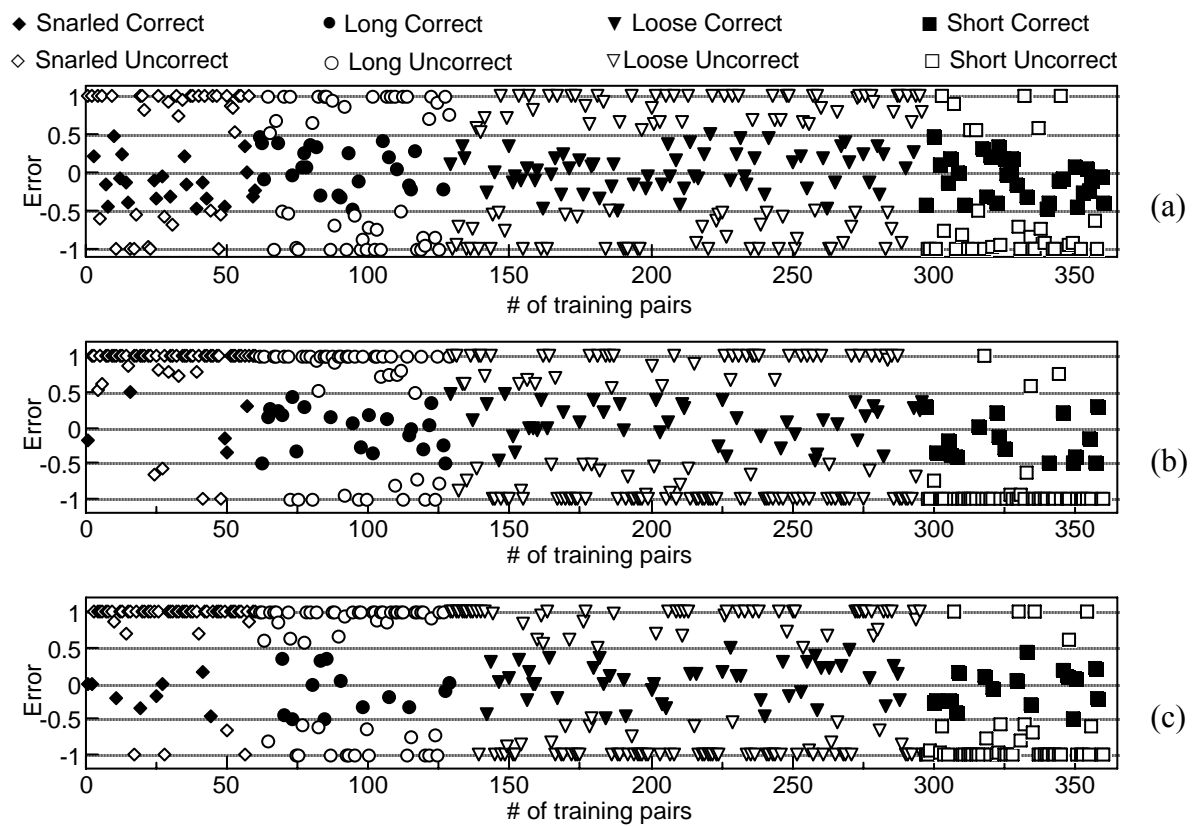 Snarled Correct Long Correct Loose Correct Short Correct
Snarled Uncorrect Long Uncorrect Loose Uncorrect Short Uncorrect
1
0.5
0
-0.5
-1
Error
(a)
0 50 100 150 200 250 300 350
# of training pairs
1
0.5
0
-0.5
-1
Error
(b)
0 50 100 150 200 250 300 350
# of training pairs
1
0.5
0
-0.5
-1
Error
(c)
0 50 100 150 200 250 300 350
# of training pairs